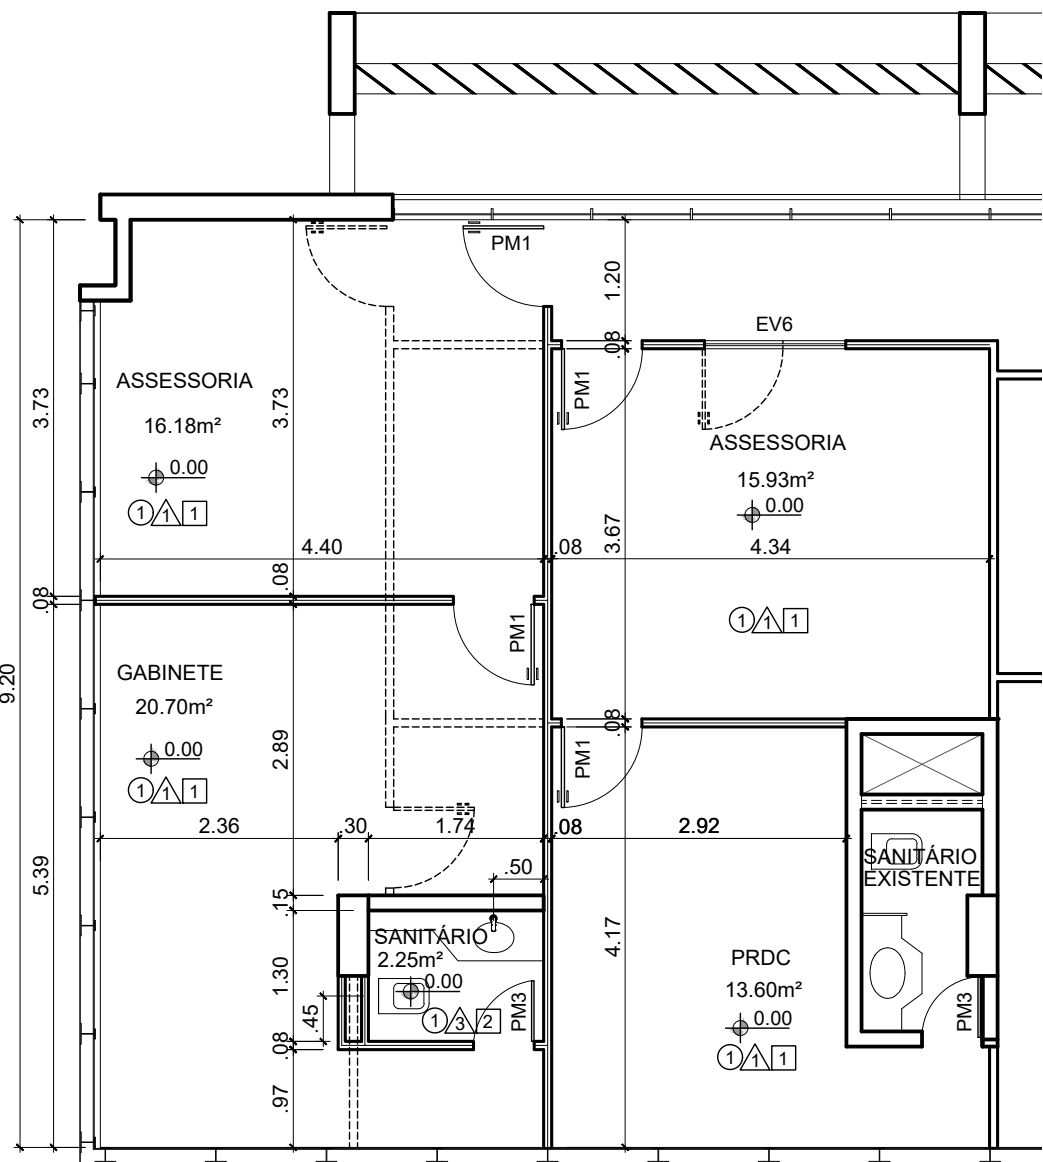 PM1
1.20
EV6
.08
PM1
ASSESSORIA
16.18m²
0.00
1 1 1
3.73
3.73
ASSESSORIA
15.93m²
0.00
3.67
4.40
.08
4.34
.08
.08
1 1 1
PM1
GABINETE
20.70m²
0.00
1 1 1
9.20
2.89
.08
PM1
2.36
.30
1.74
.08
2.92
.50
5.39
.15
SANITÁRIO
EXISTENTE
SANITÁRIO
2.25m²
0.00
1 3 2
PM3
1.30
.45
.08
.97
4.17
PRDC
13.60m²
0.00
1 1 1
PM3